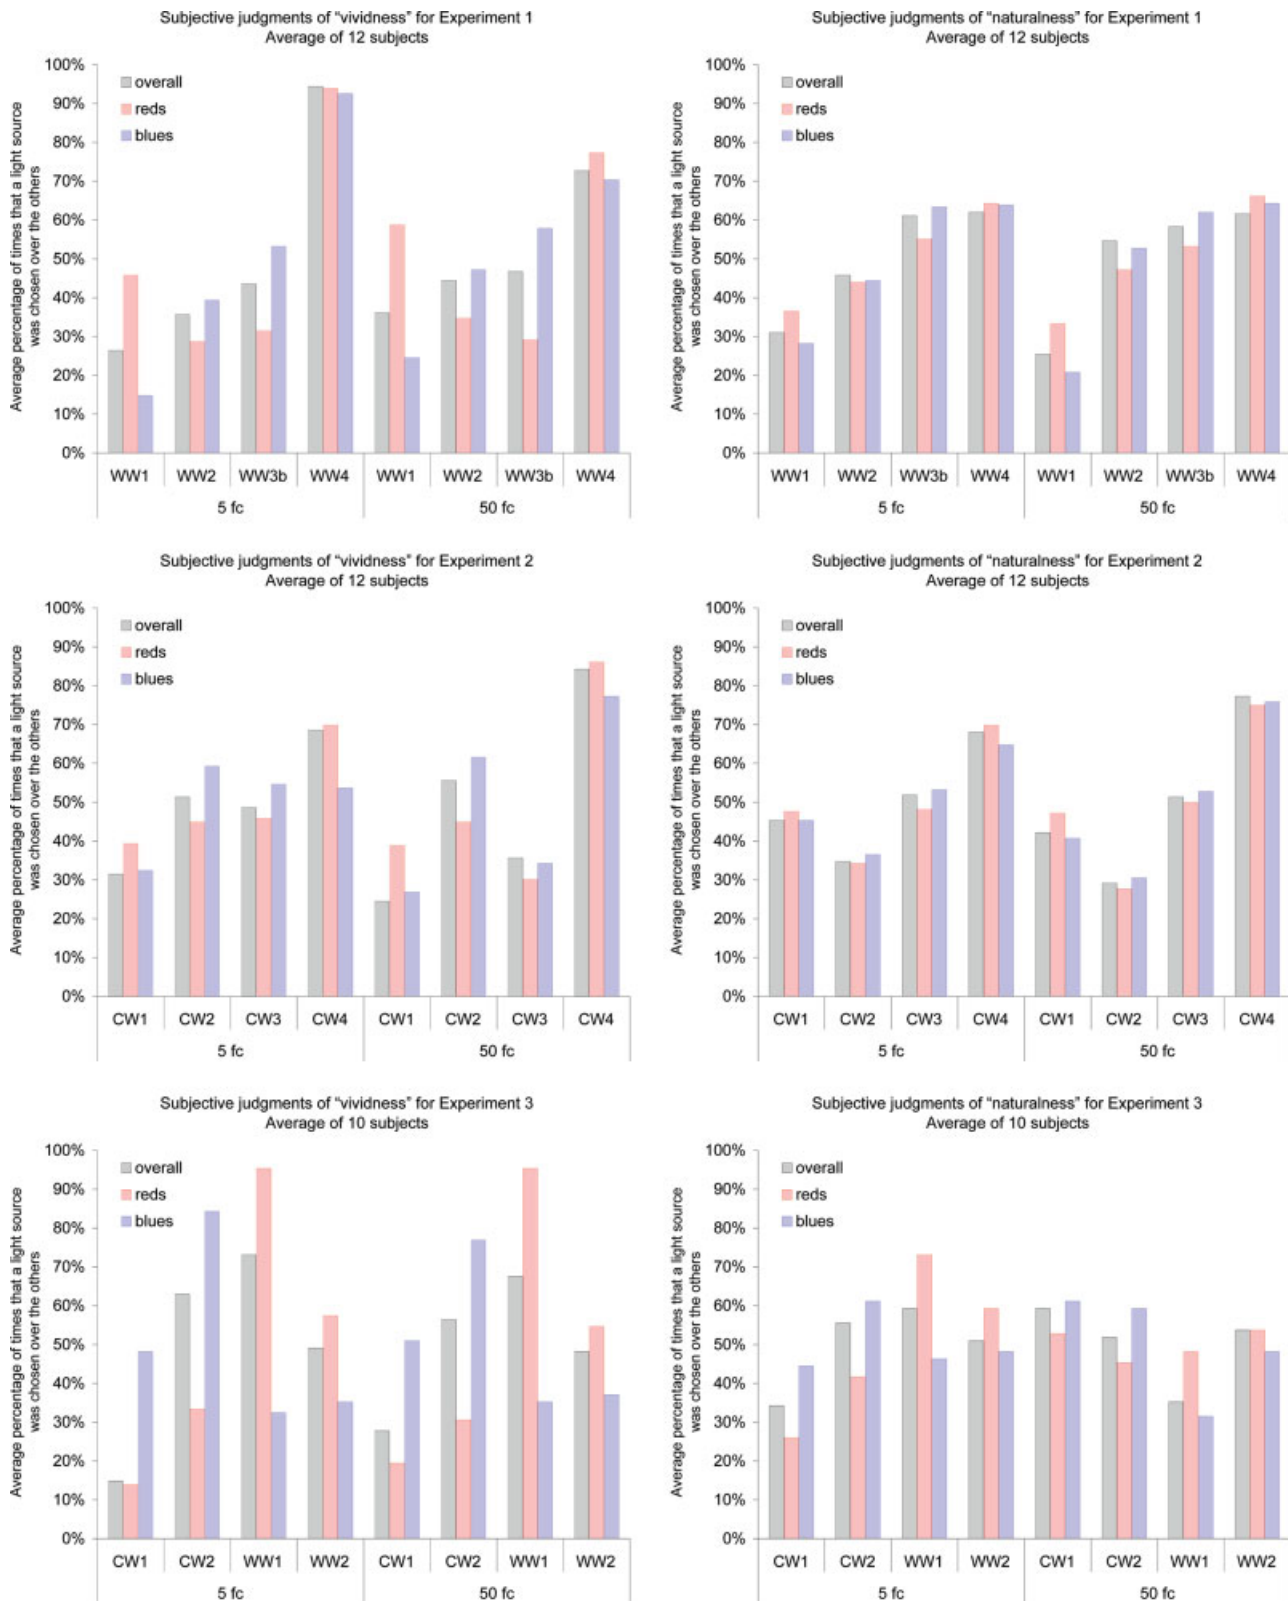 Subjective judgments of “vividness” for Experiment 1
Average of 12 subjects
Average percentage of times that a light source
was chosen over the others
100%
90%
80%
70%
60%
50%
40%
30%
20%
10%
0%
overall
reds
blues
WW1 WW2 WW3b WW4 WW1 WW2 WW3b WW4
5 fc 50 fc
Subjective judgments of “naturalness” for Experiment 1
Average of 12 subjects
Average percentage of times that a light source
was chosen over the others
100%
90%
80%
70%
60%
50%
40%
30%
20%
10%
0%
overall
reds
blues
WW1 WW2 WW3b WW4 WW1 WW2 WW3b WW4
5 fc 50 fc
Subjective judgments of “vividness” for Experiment 2
Average of 12 subjects
Average percentage of times that a light source
was chosen over the others
100%
90%
80%
70%
60%
50%
40%
30%
20%
10%
0%
overall
reds
blues
CW1 CW2 CW3 CW4 CW1 CW2 CW3 CW4
5 fc 50 fc
Subjective judgments of “naturalness” for Experiment 2
Average of 12 subjects
Average percentage of times that a light source
was chosen over the others
100%
90%
80%
70%
60%
50%
40%
30%
20%
10%
0%
overall
reds
blues
CW1 CW2 CW3 CW4 CW1 CW2 CW3 CW4
5 fc 50 fc
Subjective judgments of “vividness” for Experiment 3
Average of 10 subjects
Average percentage of times that a light source
was chosen over the others
100%
90%
80%
70%
60%
50%
40%
30%
20%
10%
0%
overall
reds
blues
CW1 CW2 WW1 WW2 CW1 CW2 WW1 WW2
5 fc 50 fc
Subjective judgments of “naturalness” for Experiment 3
Average of 10 subjects
Average percentage of times that a light source
was chosen over the others
100%
90%
80%
70%
60%
50%
40%
30%
20%
10%
0%
overall
reds
blues
CW1 CW2 WW1 WW2 CW1 CW2 WW1 WW2
5 fc 50 fc